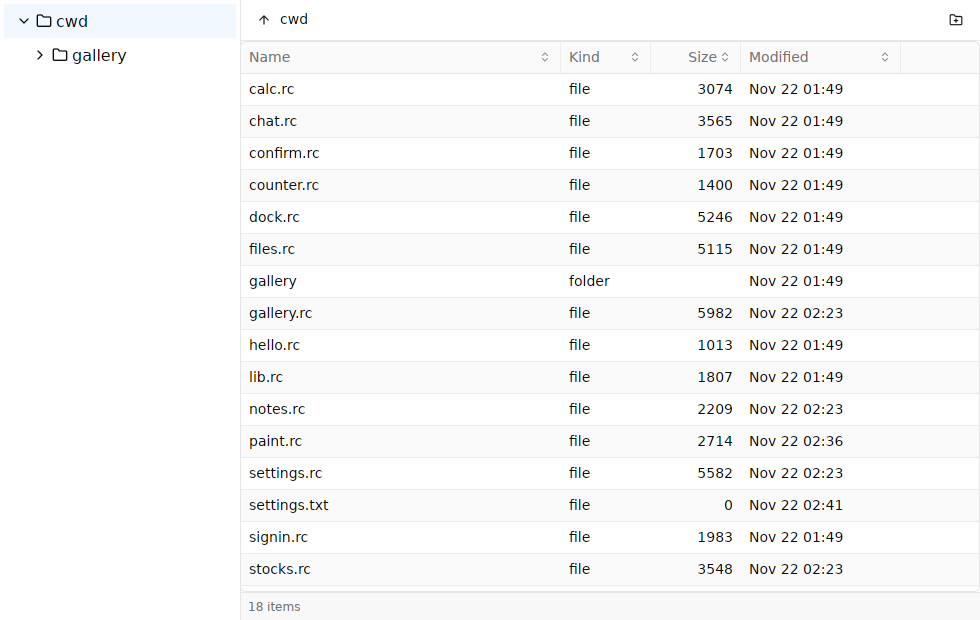 cwd
gallery
cwd
Name Kind Size Modified
calc.rc file 3074 Nov 22 01:49
chat.rc file 3565 Nov 22 01:49
confirm.rc file 1703 Nov 22 01:49
counter.rc file 1400 Nov 22 01:49
dock.rc file 5246 Nov 22 01:49
files.rc file 5115 Nov 22 01:49
gallery folder Nov 22 01:49
gallery.rc file 5982 Nov 22 02:23
hello.rc file 1013 Nov 22 01:49
lib.rc file 1807 Nov 22 01:49
notes.rc file 2209 Nov 22 02:23
paint.rc file 2714 Nov 22 02:36
settings.rc file 5582 Nov 22 02:23
settings.txt file 0 Nov 22 02:41
signin.rc file 1983 Nov 22 01:49
stocks.rc file 3548 Nov 22 02:23
18 items